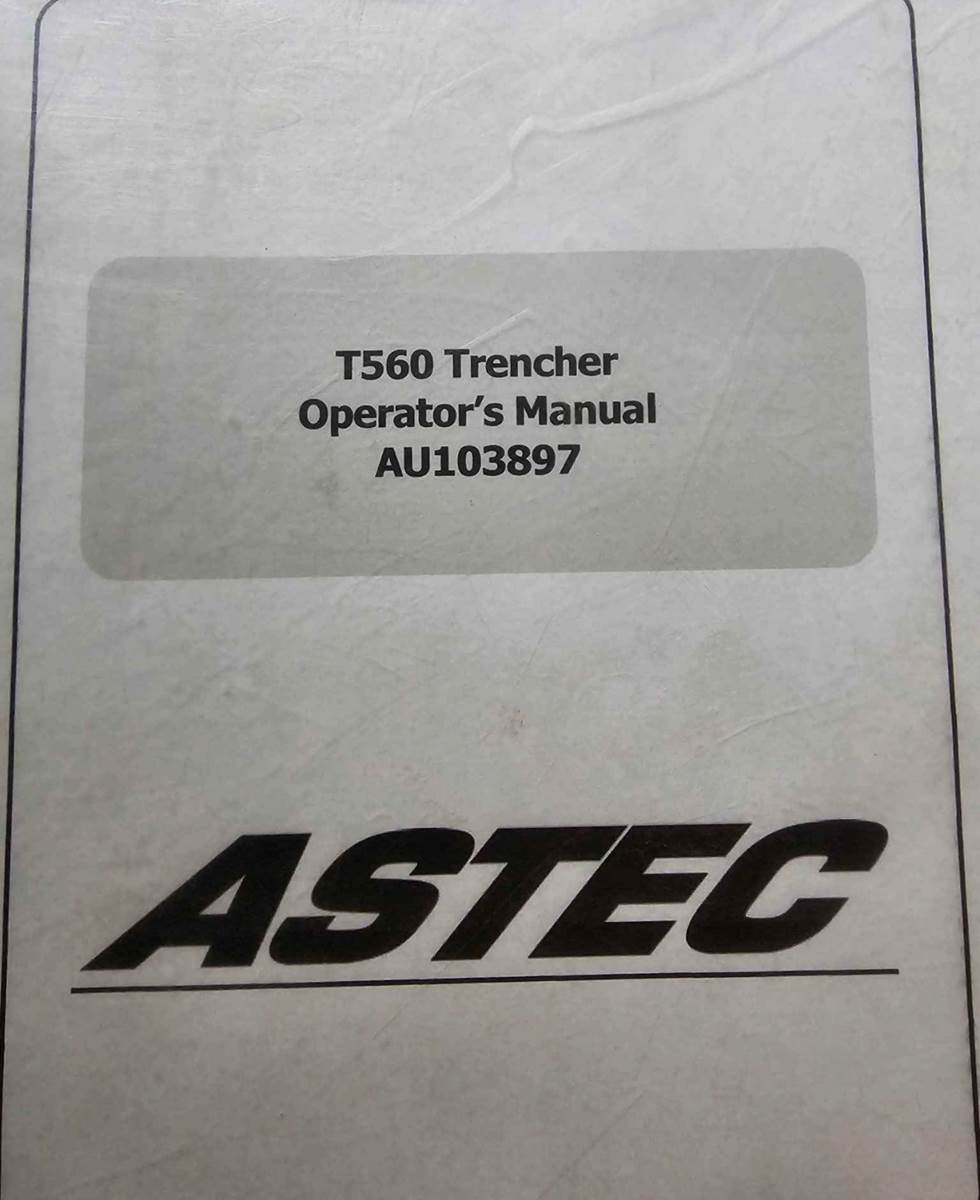 T560 Trencher
Operator’s Manual
AU103897
ASTEC